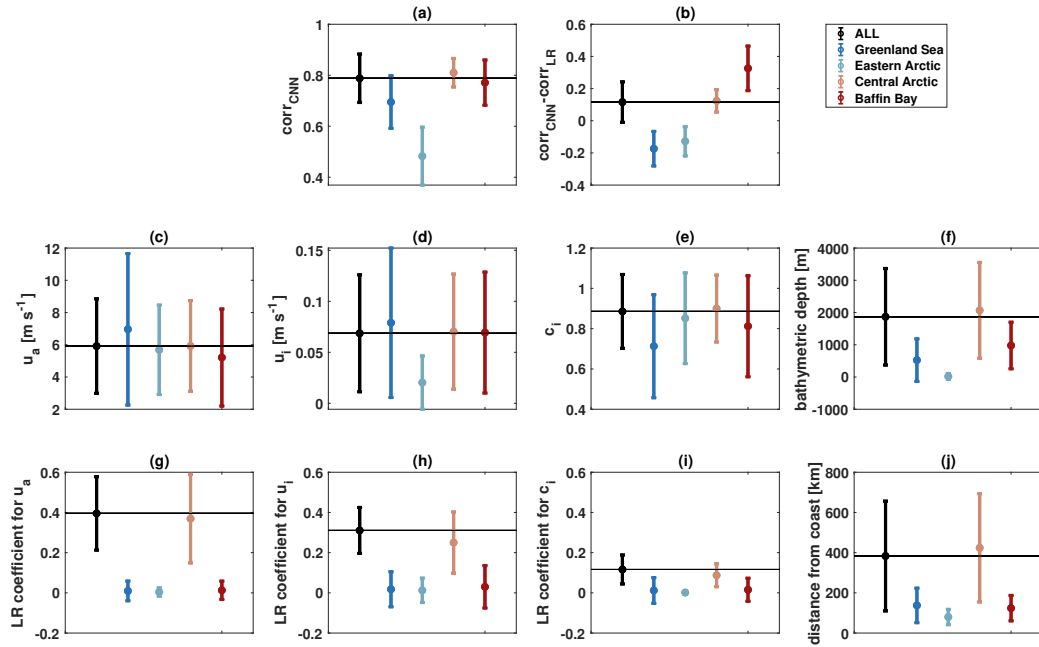 (a)
corr_CNN
1
0.8
0.6
0.4
(b)
corr_CNN-corr_LR
0.6
0.4
0.2
0
-0.2
-0.4
ALL
Greenland Sea
Eastern Arctic
Central Arctic
Baffin Bay
(c)
u_a [m s⁻¹]
12
10
8
6
4
2
(d)
u_i [m s⁻¹]
0.15
0.1
0.05
0
(e)
c_i
1.2
1
0.8
0.6
0.4
(f)
bathymetric depth [m]
4000
3000
2000
1000
0
-1000
(g)
LR coefficient for u_a
0.6
0.4
0.2
0
-0.2
(h)
LR coefficient for u_i
0.6
0.4
0.2
0
-0.2
(i)
LR coefficient for c_i
0.6
0.4
0.2
0
-0.2
(j)
distance from coast [km]
800
600
400
200
0